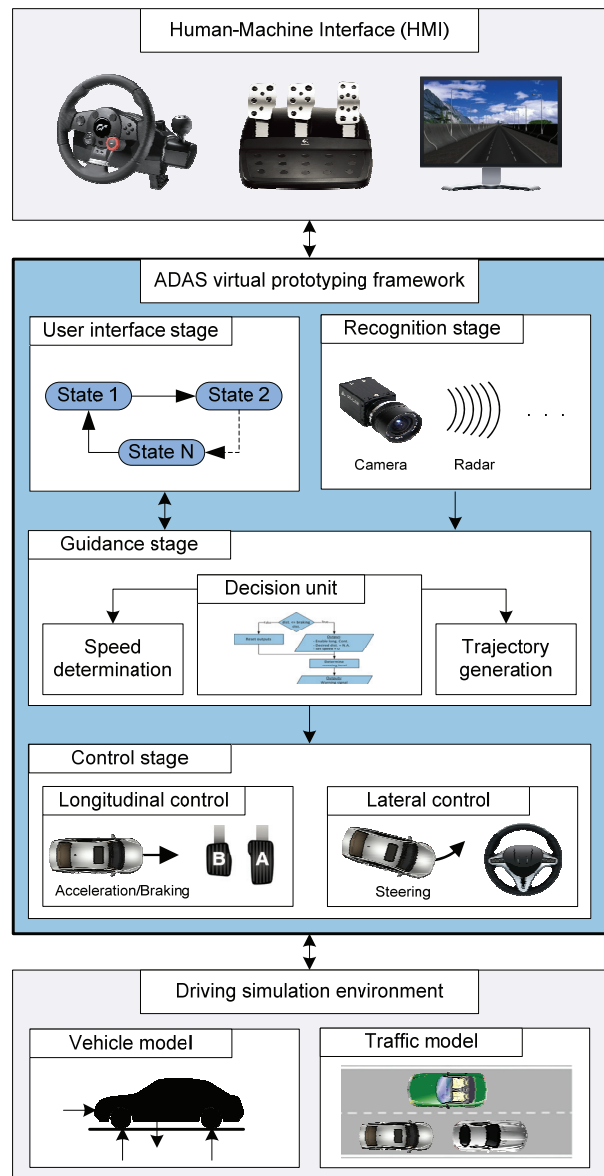 Human-Machine Interface (HMI)
ADAS virtual prototyping framework
User interface stage
State 1
State 2
State N
Recognition stage
Camera
Radar
. . .
Guidance stage
Decision unit
Speed
determination
Trajectory
generation
Control stage
Longitudinal control
B
A
Acceleration/Braking
Lateral control
Steering
Driving simulation environment
Vehicle model
Traffic model